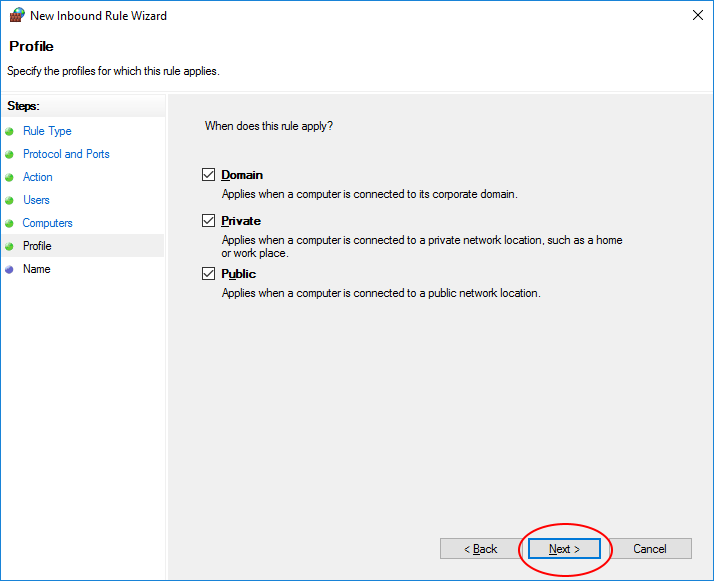 New Inbound Rule Wizard
Profile
Specify the profiles for which this rule applies.
Steps:
Rule Type
Protocol and Ports
Action
Users
Computers
Profile
Name
When does this rule apply?
Domain
Applies when a computer is connected to its corporate domain.
Private
Applies when a computer is connected to a private network location, such as a home
or work place.
Public
Applies when a computer is connected to a public network location.
< Back
Next >
Cancel